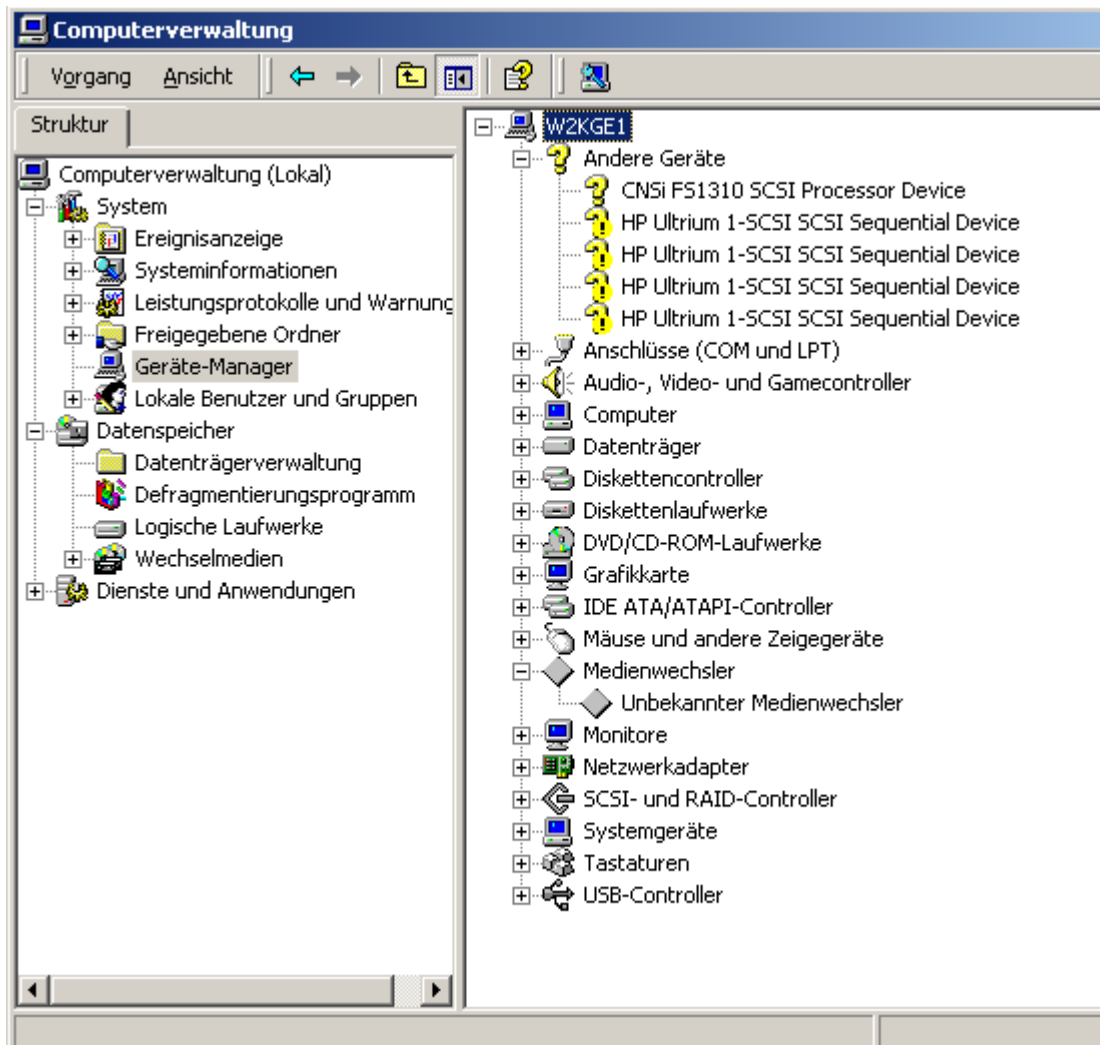 Computerverwaltung
Vorgang Ansicht
Struktur
Computerverwaltung (Lokal)
System
Ereignisanzeige
Systeminformationen
Leistungsprotokolle und Warnung
Freigegebene Ordner
Geräte-Manager
Lokale Benutzer und Gruppen
Datenspeicher
Datenträgerverwaltung
Defragmentierungsprogramm
Logische Laufwerke
Wechselmedien
Dienste und Anwendungen
W2KGE1
Andere Geräte
CNSi FS1310 SCSI Processor Device
HP Ultrium 1-SCSI SCSI Sequential Device
HP Ultrium 1-SCSI SCSI Sequential Device
HP Ultrium 1-SCSI SCSI Sequential Device
HP Ultrium 1-SCSI SCSI Sequential Device
Anschlüsse (COM und LPT)
Audio-, Video- und Gamecontroller
Computer
Datenträger
Diskettencontroller
Diskettenlaufwerke
DVD/CD-ROM-Laufwerke
Grafikkarte
IDE ATA/ATAPI-Controller
Mäuse und andere Zeigegeräte
Medienwechsler
Unbekannter Medienwechsler
Monitore
Netzwerkadapter
SCSI- und RAID-Controller
Systemgeräte
Tastaturen
USB-Controller